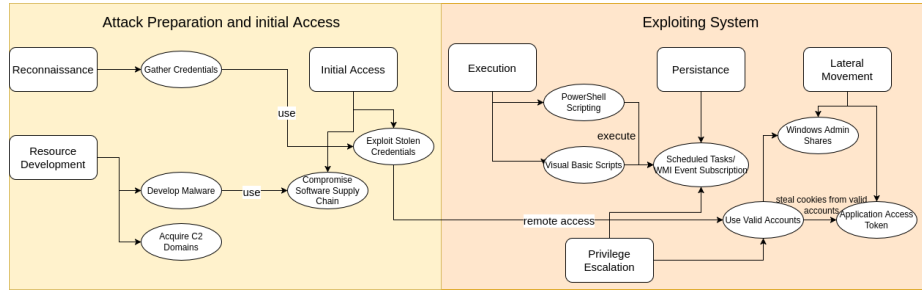 Attack Preparation and initial Access
Exploiting System
Reconnaissance
Gather Credentials
Initial Access
Execution
Persistance
Lateral
Movement
PowerShell
Scripting
use
execute
Windows Admin
Shares
Resource
Development
Exploit Stolen
Credentials
Visual Basic Scripts
Scheduled Tasks/
WMI Event Subscription
Develop Malware
use
Compromise
Software Supply
Chain
steal cookies from valid
accounts
remote access
Use Valid Accounts
Application Access
Token
Acquire C2
Domains
Privilege
Escalation